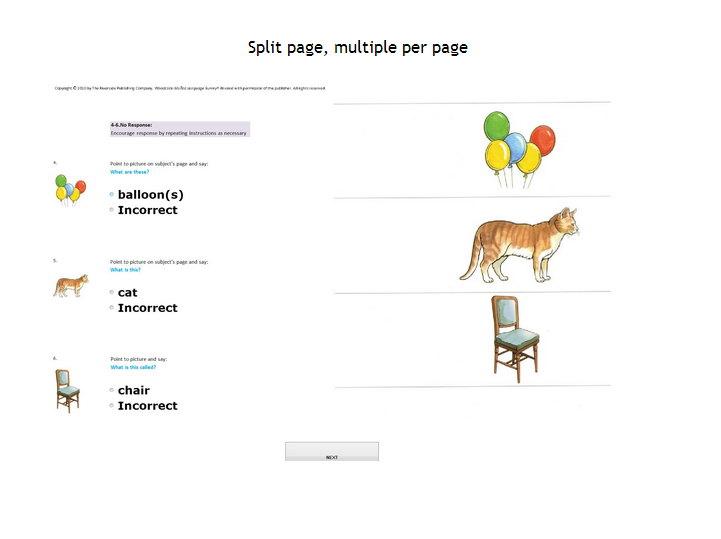 Split page, multiple per page
Copyright © 2010 by The Riverside Publishing Company. Woodcock-Muñoz Language Survey® Revised with permission of the publisher. All rights reserved.
4-6.No Response:
Encourage response by repeating instructions as necessary
4.
Point to picture on subject's page and say:
What are these?
balloon(s)
Incorrect
5.
Point to picture on subject's page and say:
What is this?
cat
Incorrect
6.
Point to picture and say:
What is this called?
chair
Incorrect
NEXT